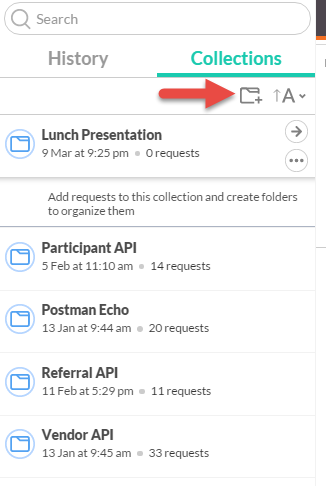 Search
History Collections
↑A
Lunch Presentation
9 Mar at 9:25 pm • 0 requests
Add requests to this collection and create folders
to organize them
Participant API
5 Feb at 11:10 am • 14 requests
Postman Echo
13 Jan at 9:44 am • 20 requests
Referral API
11 Feb at 5:29 pm • 11 requests
Vendor API
13 Jan at 9:45 am • 33 requests